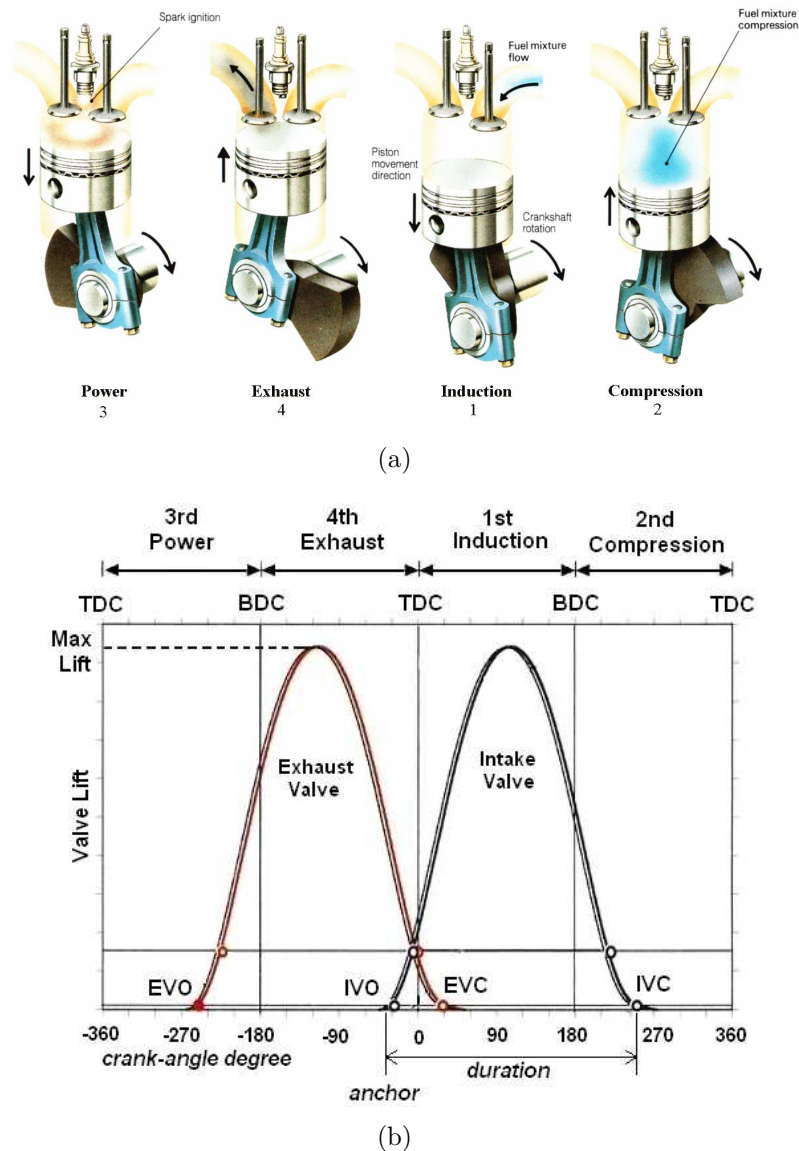 Spark ignition
Fuel mixture
flow
Fuel mixture
compression
Piston
movement
direction
Crankshaft
rotation
Power
3
Exhaust
4
Induction
1
Compression
2
(a)
3rd
Power
4th
Exhaust
1st
Induction
2nd
Compression
TDC
BDC
TDC
BDC
TDC
Max
Lift
Valve Lift
Exhaust
Valve
Intake
Valve
EVO
IVO
EVC
IVC
-360
-270
-180
-90
0
90
180
270
360
crank-angle degree
duration
anchor
(b)